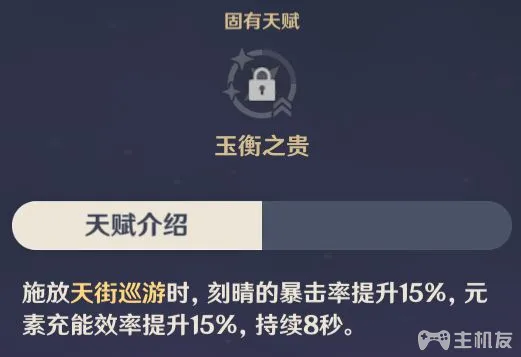 固有天赋
玉衡之贵
天赋介绍
施放天街巡游时，刻晴的暴击率提升15%，元
素充能效率提升15%，持续8秒。
主机友